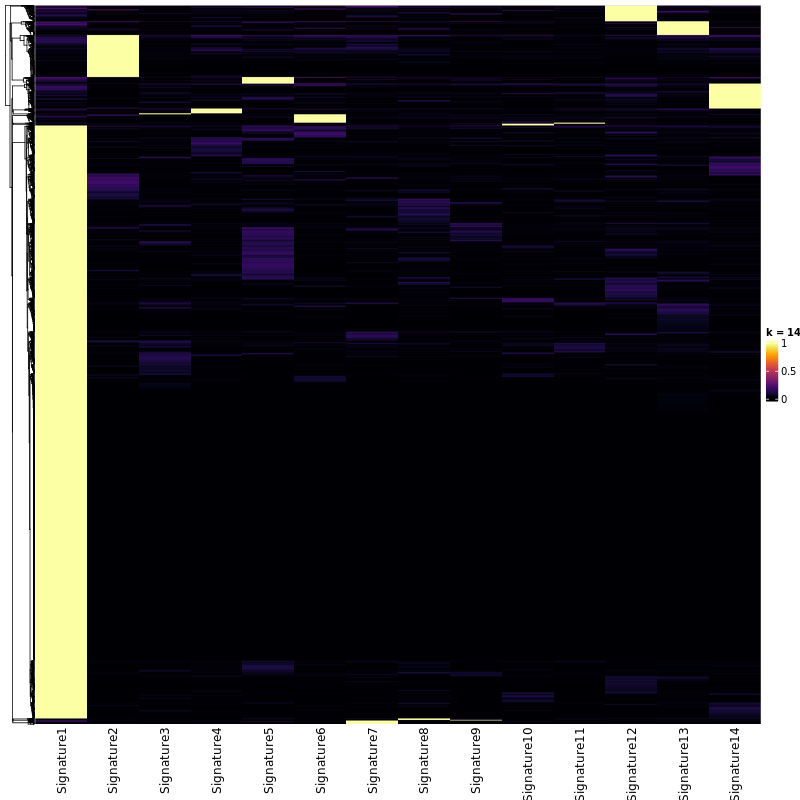 k = 14
1
0.5
0
Signature1
Signature2
Signature3
Signature4
Signature5
Signature6
Signature7
Signature8
Signature9
Signature10
Signature11
Signature12
Signature13
Signature14